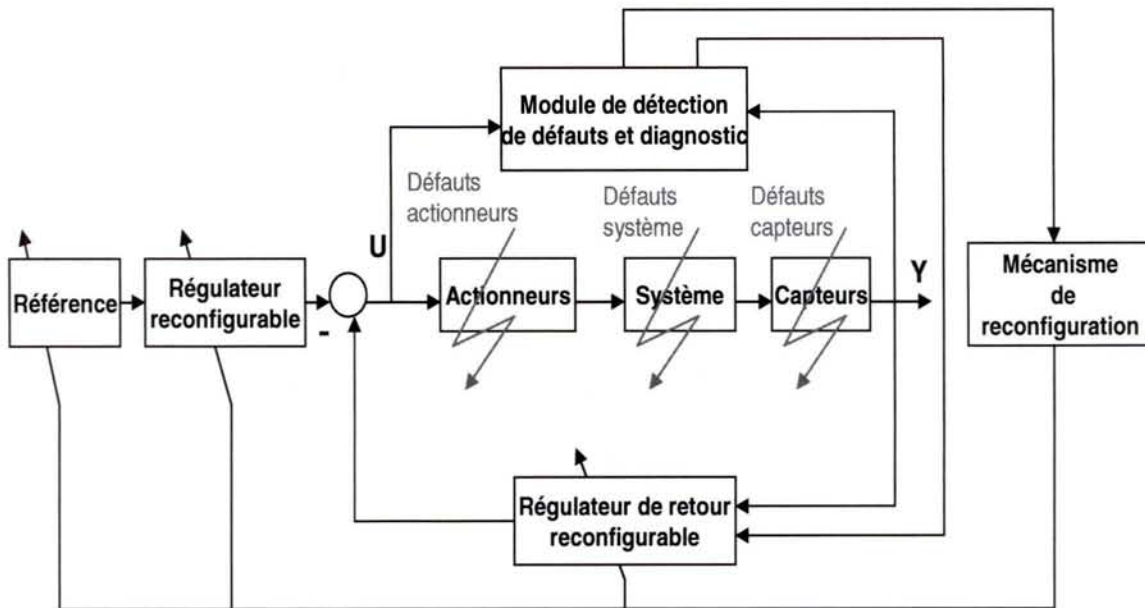 Module de détection
de défauts et diagnostic
Défauts
actionneurs
Défauts
système
Défauts
capteurs
U
Y
Référence
Régulateur
reconfigurable
-
Actionneurs
Système
Capteurs
Mécanisme
de
reconfiguration
Régulateur de retour
reconfigurable